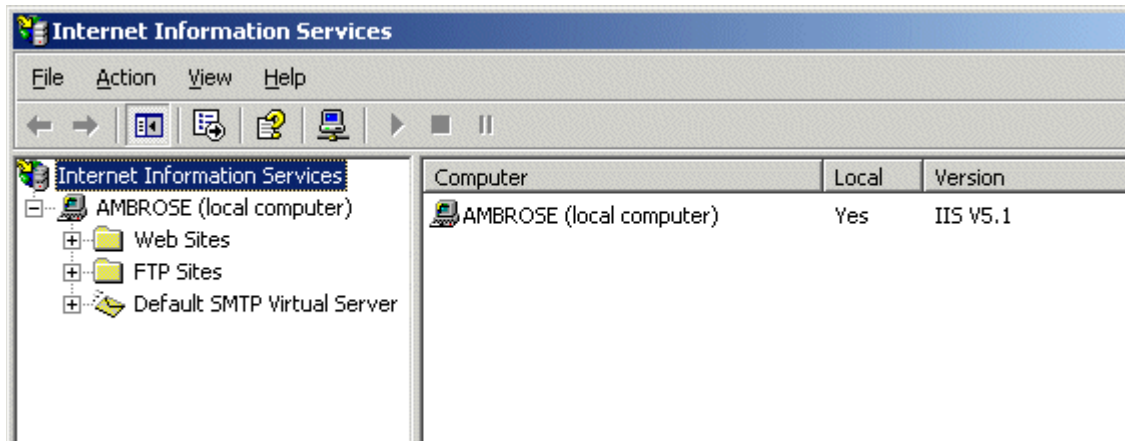 Internet Information Services
File Action View Help
Internet Information Services
AMBROSE (local computer)
Web Sites
FTP Sites
Default SMTP Virtual Server
Computer Local Version
AMBROSE (local computer) Yes IIS V5.1